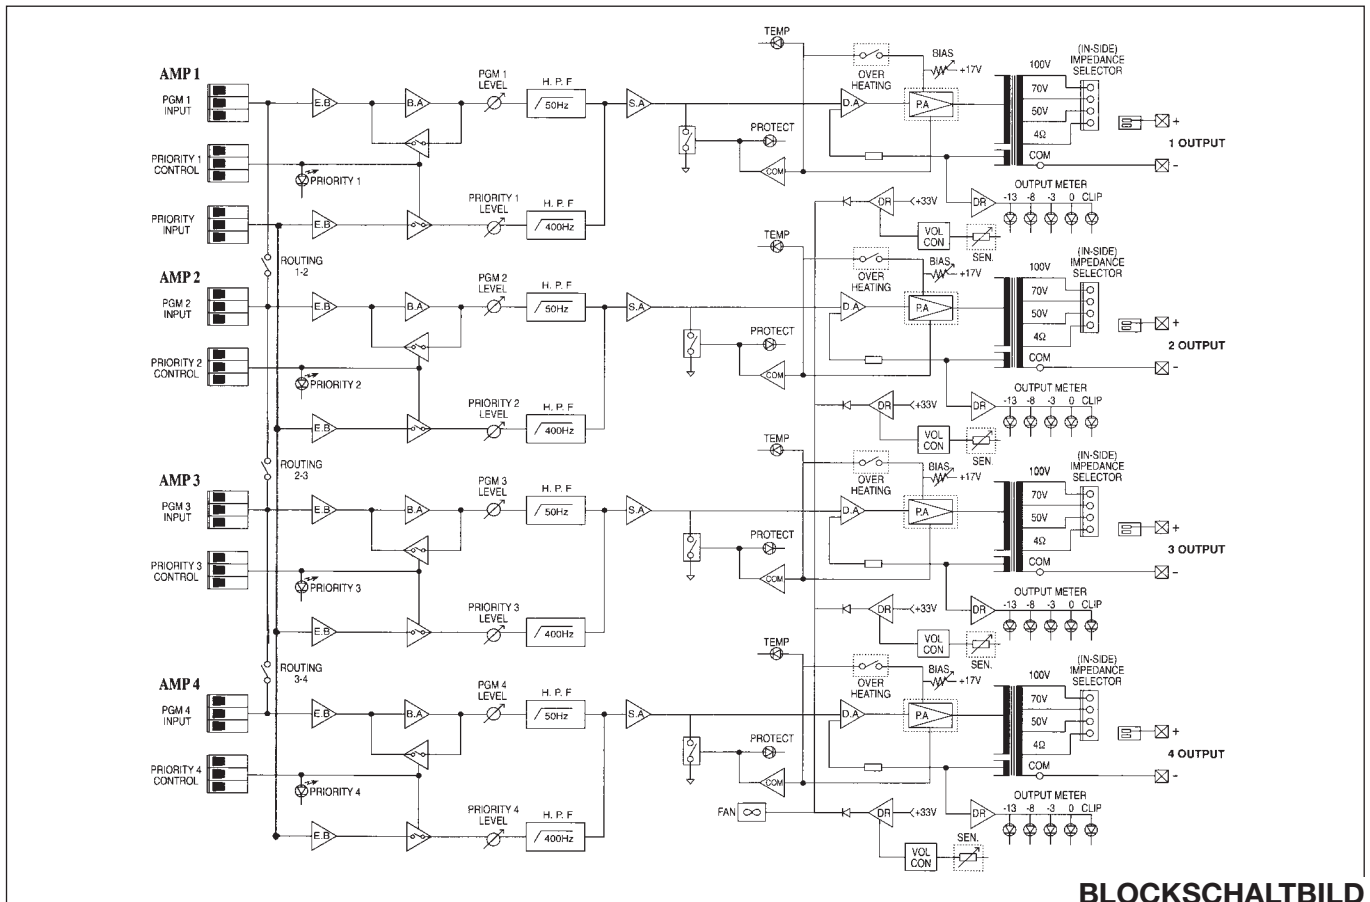 AMP 1
PGM 1
INPUT
PRIORITY 1
CONTROL
PRIORITY
INPUT
E.B
B.A
PRIORITY 1
E.B
PGM 1
LEVEL
H. P. F
50Hz
PRIORITY 1
LEVEL
H. P. F
400Hz
S.A
TEMP
PROTECT
COM
OVER
HEATING
BIAS
+17V
D.A
P.A
100V
70V
50V
4Ω
COM
(IN-SIDE)
IMPEDANCE
SELECTOR
+
1 OUTPUT
-
DR
+33V
VOL
CON
SEN.
DR
OUTPUT METER
-13 -8 -3 0 CLIP
ROUTING
1-2
AMP 2
PGM 2
INPUT
PRIORITY 2
CONTROL
E.B
B.A
PRIORITY 2
E.B
PGM 2
LEVEL
H. P. F
50Hz
PRIORITY 2
LEVEL
H. P. F
400Hz
S.A
TEMP
PROTECT
COM
OVER
HEATING
BIAS
+17V
D.A
P.A
100V
70V
50V
4Ω
COM
(IN-SIDE)
IMPEDANCE
SELECTOR
+
2 OUTPUT
-
DR
+33V
VOL
CON
SEN.
DR
OUTPUT METER
-13 -8 -3 0 CLIP
ROUTING
2-3
AMP 3
PGM 3
INPUT
PRIORITY 3
CONTROL
E.B
B.A
PRIORITY 3
E.B
PGM 3
LEVEL
H. P. F
50Hz
PRIORITY 3
LEVEL
H. P. F
400Hz
S.A
TEMP
PROTECT
COM
OVER
HEATING
BIAS
+17V
D.A
P.A
100V
70V
50V
4Ω
COM
(IN-SIDE)
IMPEDANCE
SELECTOR
+
3 OUTPUT
-
DR
+33V
VOL
CON
SEN.
DR
OUTPUT METER
-13 -8 -3 0 CLIP
ROUTING
3-4
AMP 4
PGM 4
INPUT
PRIORITY 4
CONTROL
E.B
B.A
PRIORITY 4
E.B
PGM 4
LEVEL
H. P. F
50Hz
PRIORITY 4
LEVEL
H. P. F
400Hz
S.A
TEMP
PROTECT
COM
FAN
OVER
HEATING
BIAS
+17V
D.A
P.A
100V
70V
50V
4Ω
COM
(IN-SIDE)
IMPEDANCE
SELECTOR
+
4 OUTPUT
-
DR
+33V
VOL
CON
SEN.
DR
OUTPUT METER
-13 -8 -3 0 CLIP
BLOCKSCHALTBILD